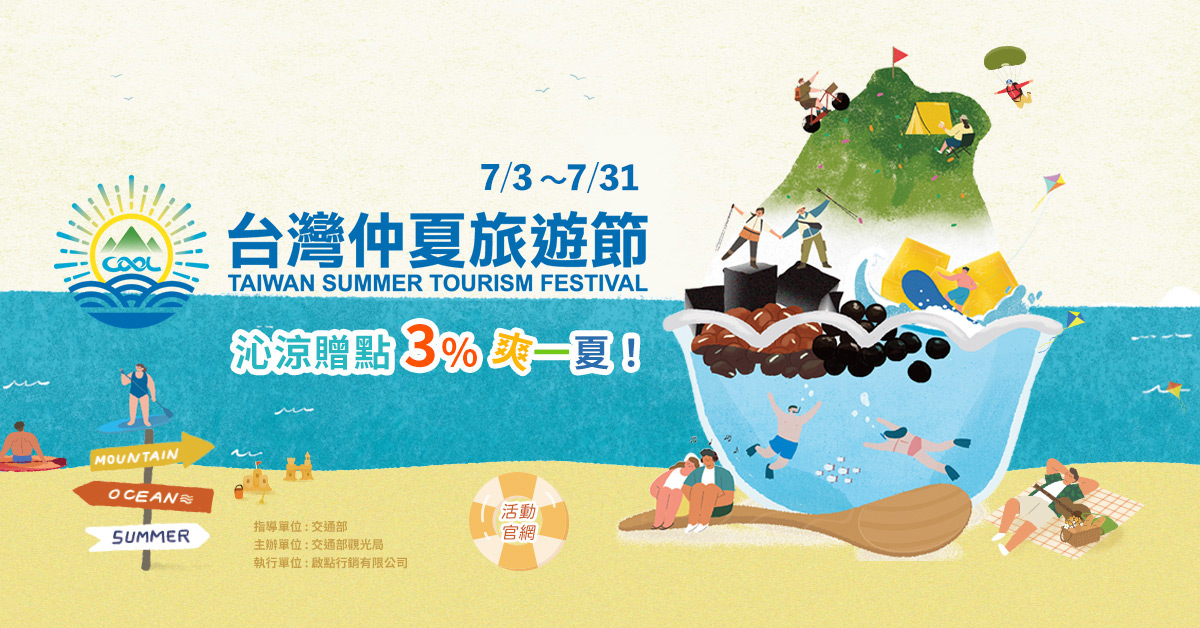 7/3～7/31
台灣仲夏旅遊節
TAIWAN SUMMER TOURISM FESTIVAL
COOL
沁涼贈點 3% 爽一夏！
MOUNTAIN
OCEAN
SUMMER
指導單位：交通部
主辦單位：交通部觀光局
執行單位：啟點行銷有限公司
活動
官網